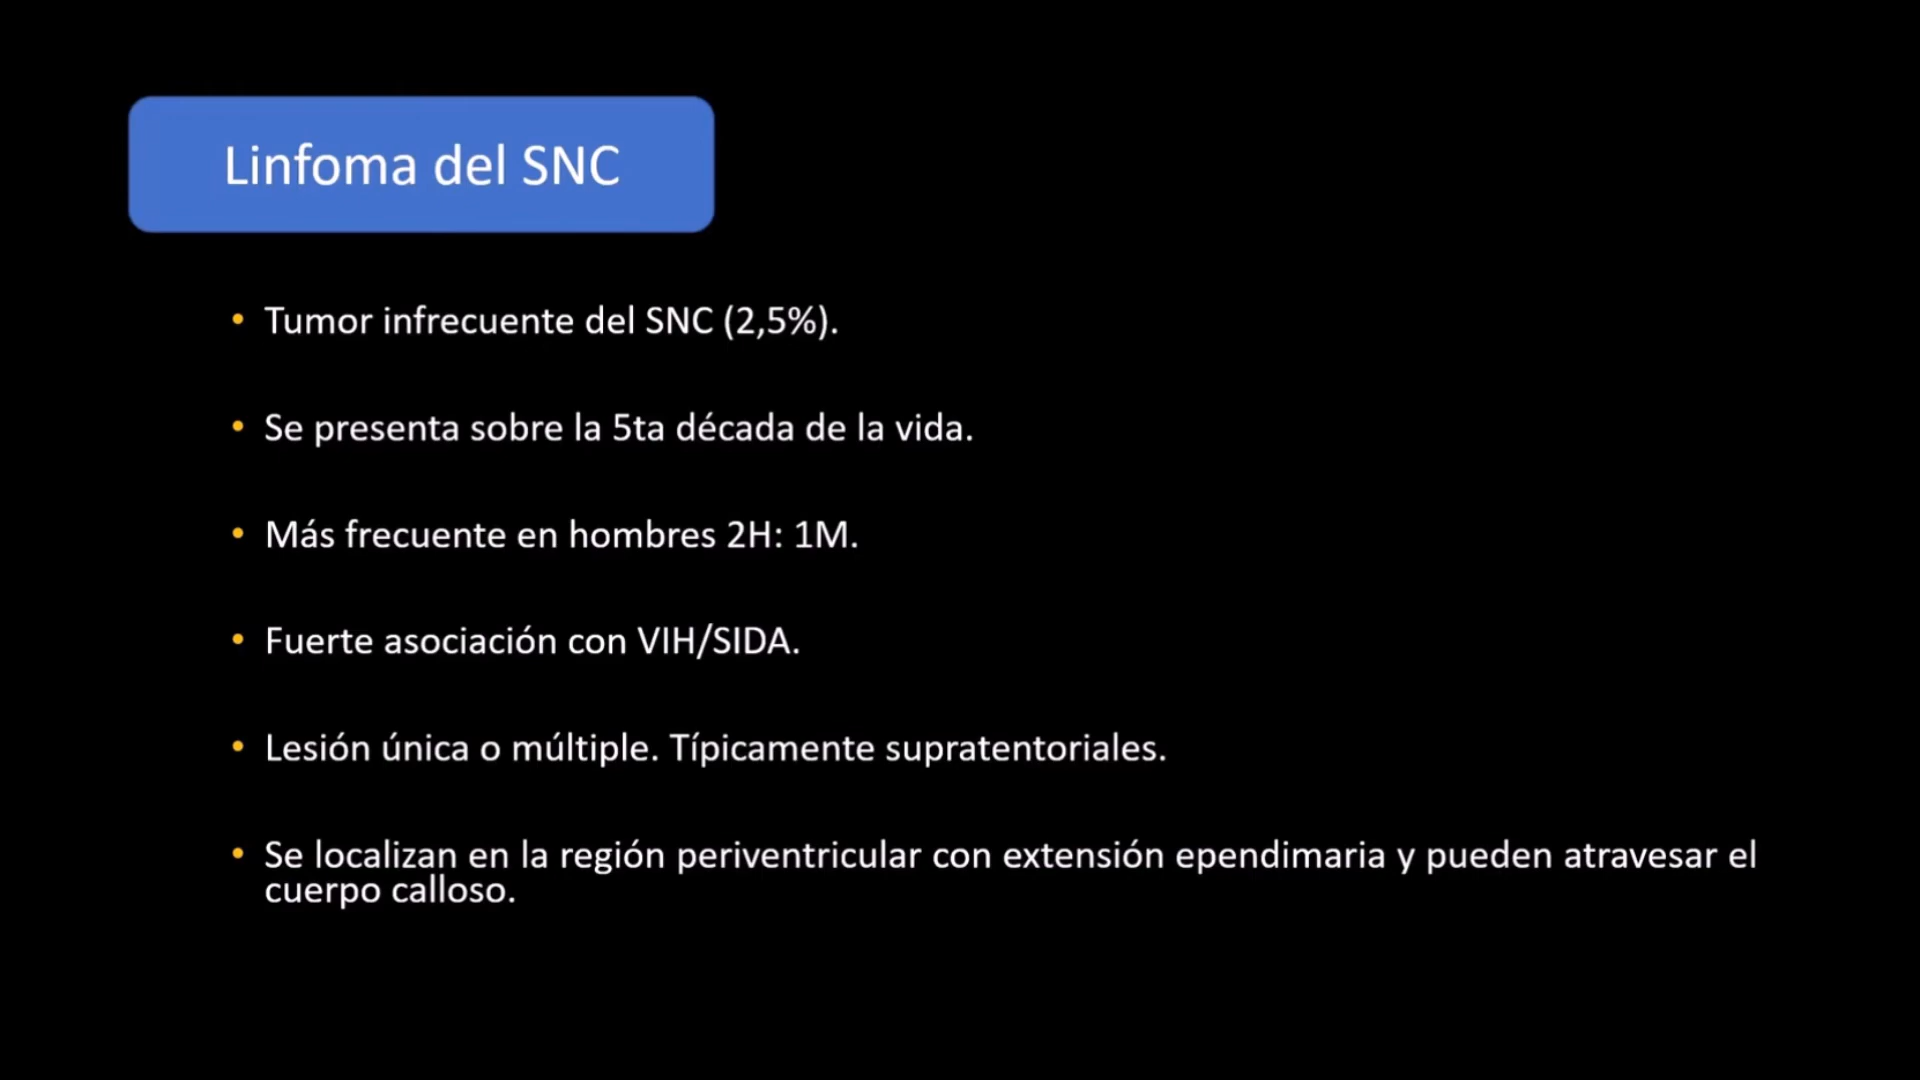 Linfoma del SNC
• Tumor infrecuente del SNC (2,5%).
• Se presenta sobre la 5ta década de la vida.
• Más frecuente en hombres 2H: 1M.
• Fuerte asociación con VIH/SIDA.
• Lesión única o múltiple. Típicamente supratentoriales.
• Se localizan en la región periventricular con extensión ependimaria y pueden atravesar el
cuerpo calloso.